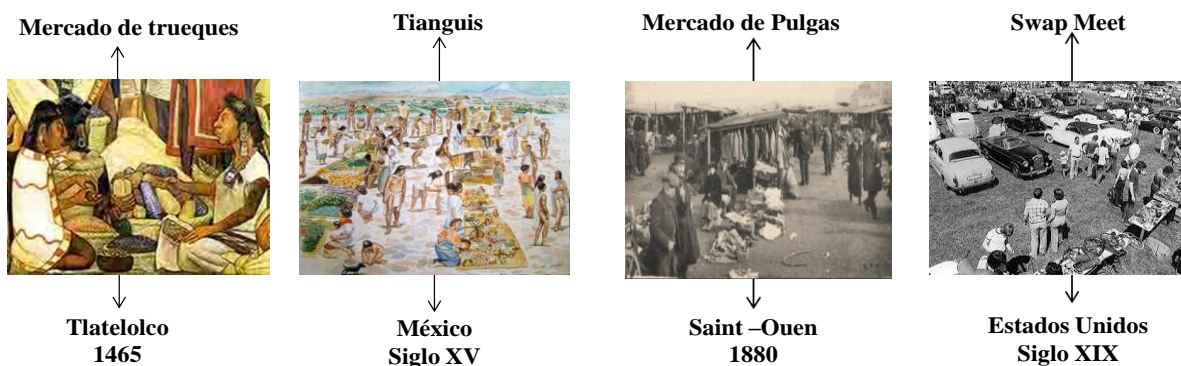 Mercado de trueques
Tianguis
Mercado de Pulgas
Swap Meet
Tlatelolco
1465
México
Siglo XV
Saint –Ouen
1880
Estados Unidos
Siglo XIX